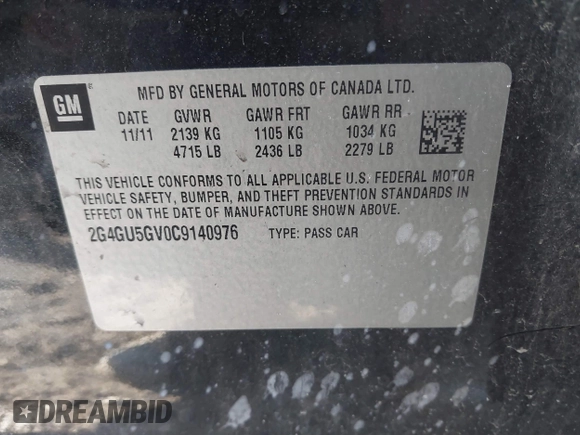 GM
MFD BY GENERAL MOTORS OF CANADA LTD.
DATE GVWR GAWR FRT GAWR RR
11/11 2139 KG 1105 KG 1034 KG
4715 LB 2436 LB 2279 LB
THIS VEHICLE CONFORMS TO ALL APPLICABLE U.S. FEDERAL MOTOR
VEHICLE SAFETY, BUMPER, AND THEFT PREVENTION STANDARDS
IN EFFECT ON THE DATE OF MANUFACTURE SHOWN ABOVE.
2G4GU5GV0C9140976 TYPE: PASS CAR
DREAMBID